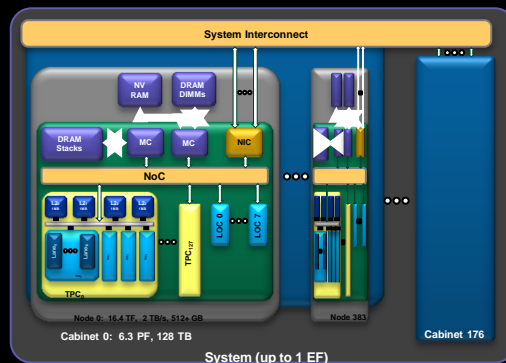 System Interconnect
NV
RAM
DRAM
DIMMs
DRAM
Stacks
MC
MC
NIC
NoC
LOC 0
LOC 7
TPC127
TPC0
Lane0
Node 0: 16.4 TF, 2 TB/s, 512+ GB
Node 383
Cabinet 0: 6.3 PF, 128 TB
Cabinet 176
System (up to 1 EF)